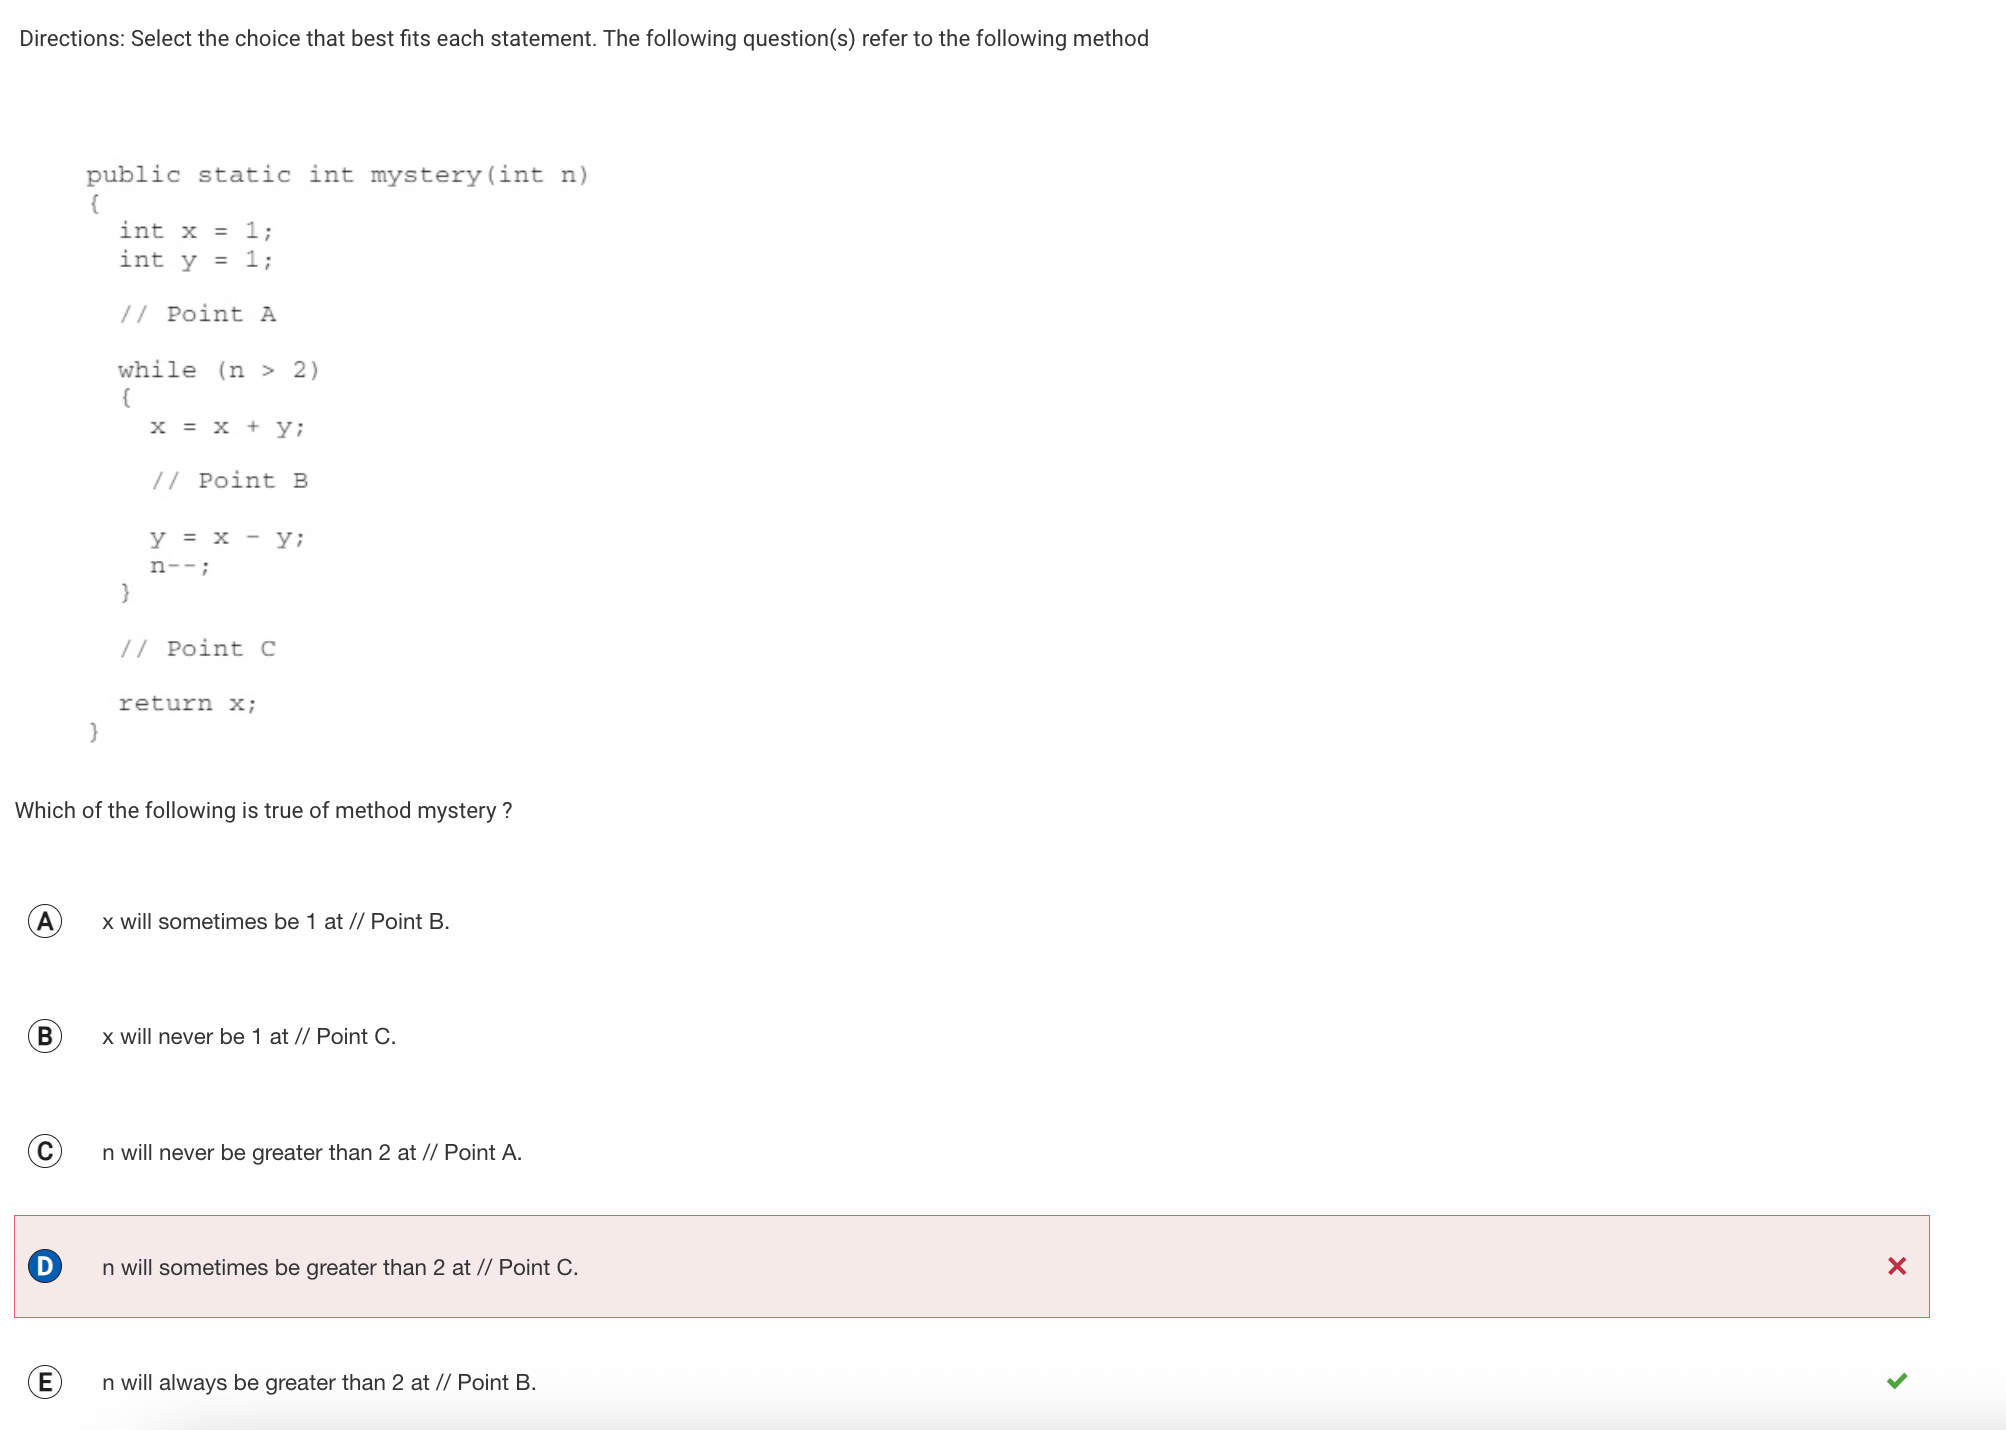 Directions: Select the choice that best fits each statement. The following question(s) refer to the following method
public static int mystery(int n)
{
int x = 1;
int y = 1;
// Point A
while (n > 2)
{
x = x + y;
// Point B
y = x - y;
n--;
}
// Point C
return x;
}
Which of the following is true of method mystery ?
A x will sometimes be 1 at // Point B.
B x will never be 1 at // Point C.
C n will never be greater than 2 at // Point A.
D n will sometimes be greater than 2 at // Point C.
E n will always be greater than 2 at // Point B.